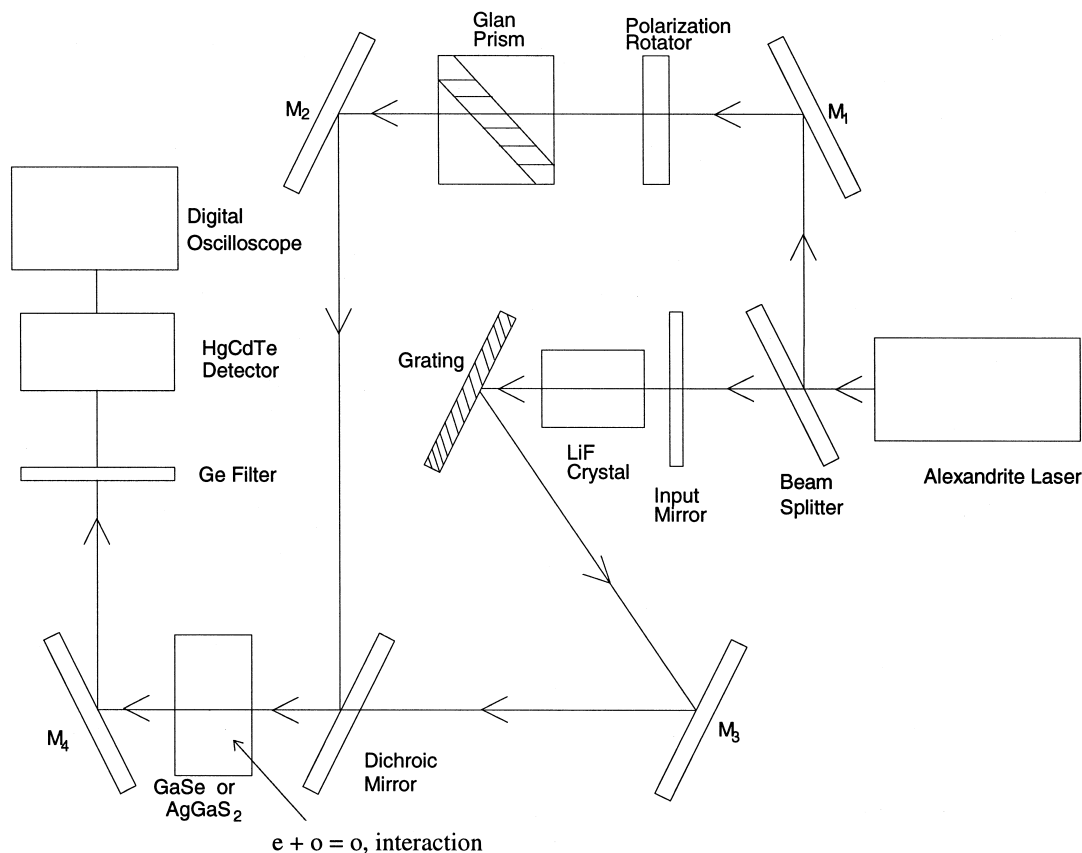 Glan
Prism
Polarization
Rotator
M2
M1
Digital
Oscilloscope
HgCdTe
Detector
Grating
LiF
Crystal
Input
Mirror
Beam
Splitter
Alexandrite Laser
Ge Filter
M4
GaSe or
AgGaS2
Dichroic
Mirror
M3
e + o = o, interaction